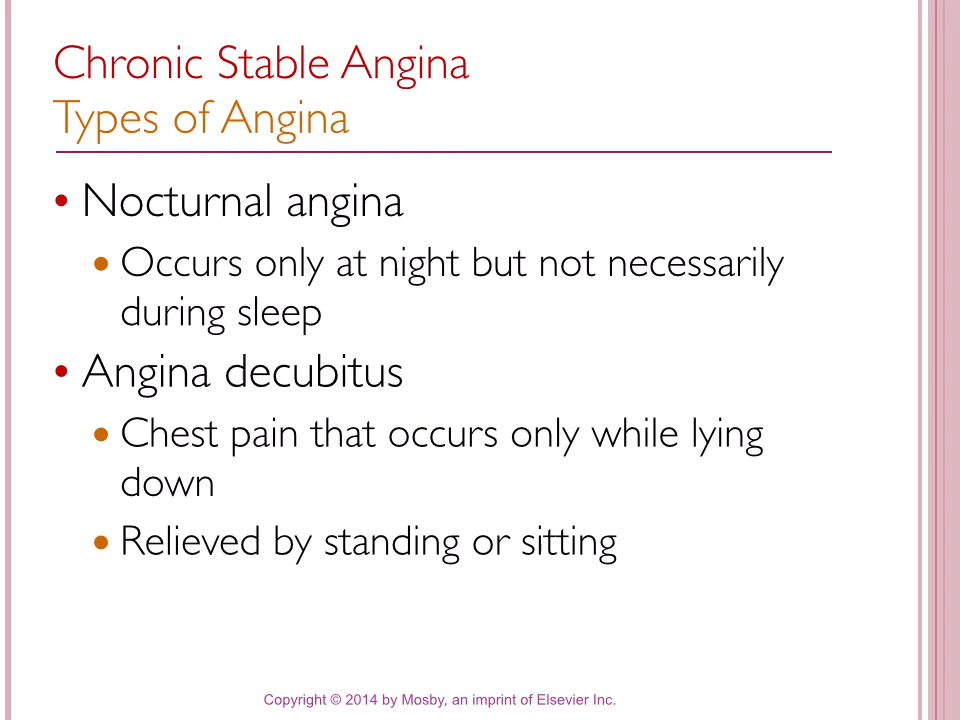 Chronic Stable Angina
Types of Angina
• Nocturnal angina
• Occurs only at night but not necessarily
during sleep
• Angina decubitus
• Chest pain that occurs only while lying
down
• Relieved by standing or sitting
Copyright © 2014 by Mosby, an imprint of Elsevier Inc.